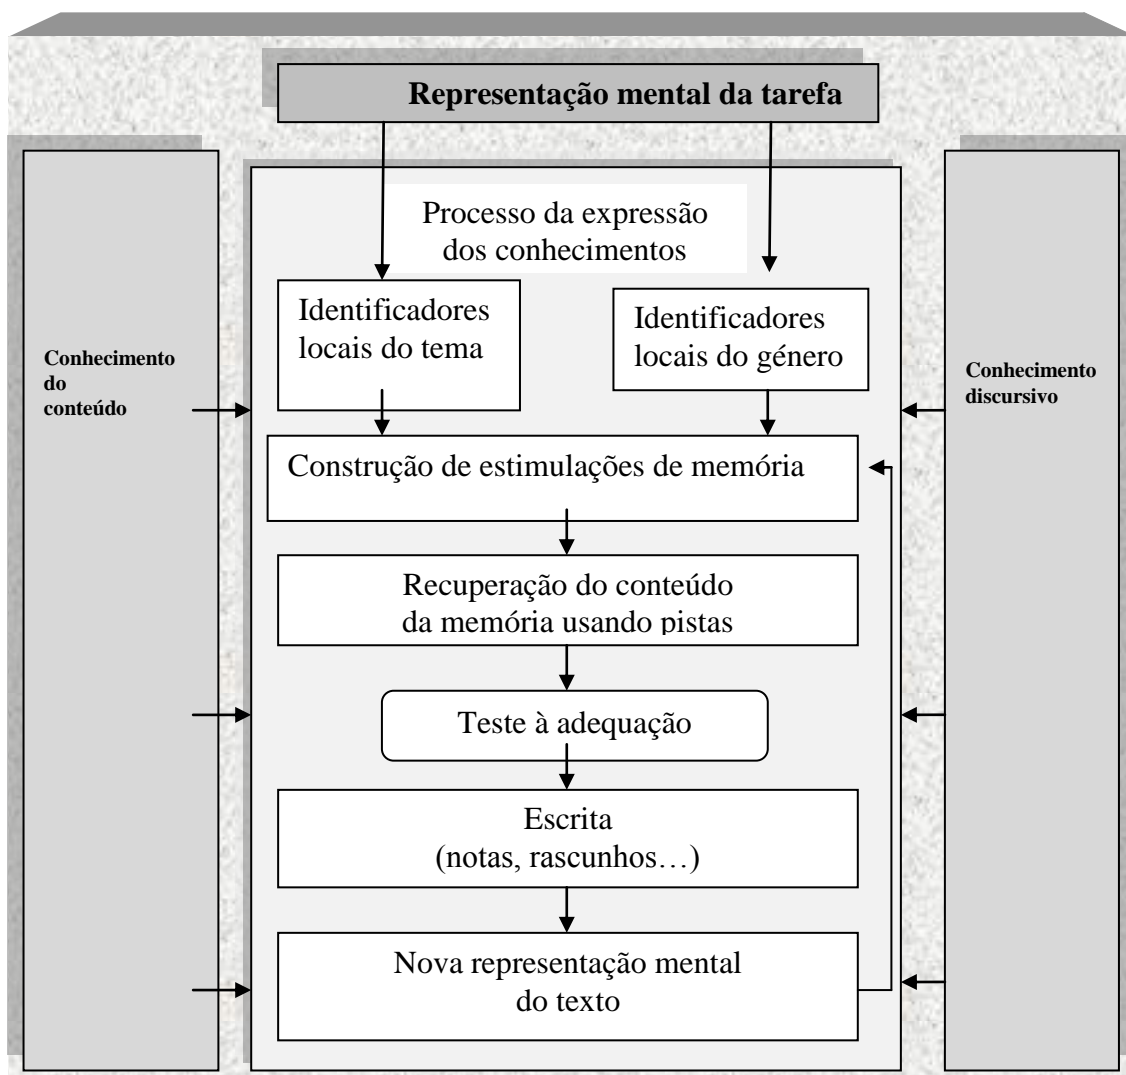 Representação mental da tarefa
Processo da expressão
dos conhecimentos
Identificadores
locais do tema
Identificadores
locais do género
Conhecimento
do
conteúdo
Conhecimento
discursivo
Construção de estimulações de memória
Recuperação do conteúdo
da memória usando pistas
Teste à adequação
Escrita
(notas, rascunhos…)
Nova representação mental
do texto